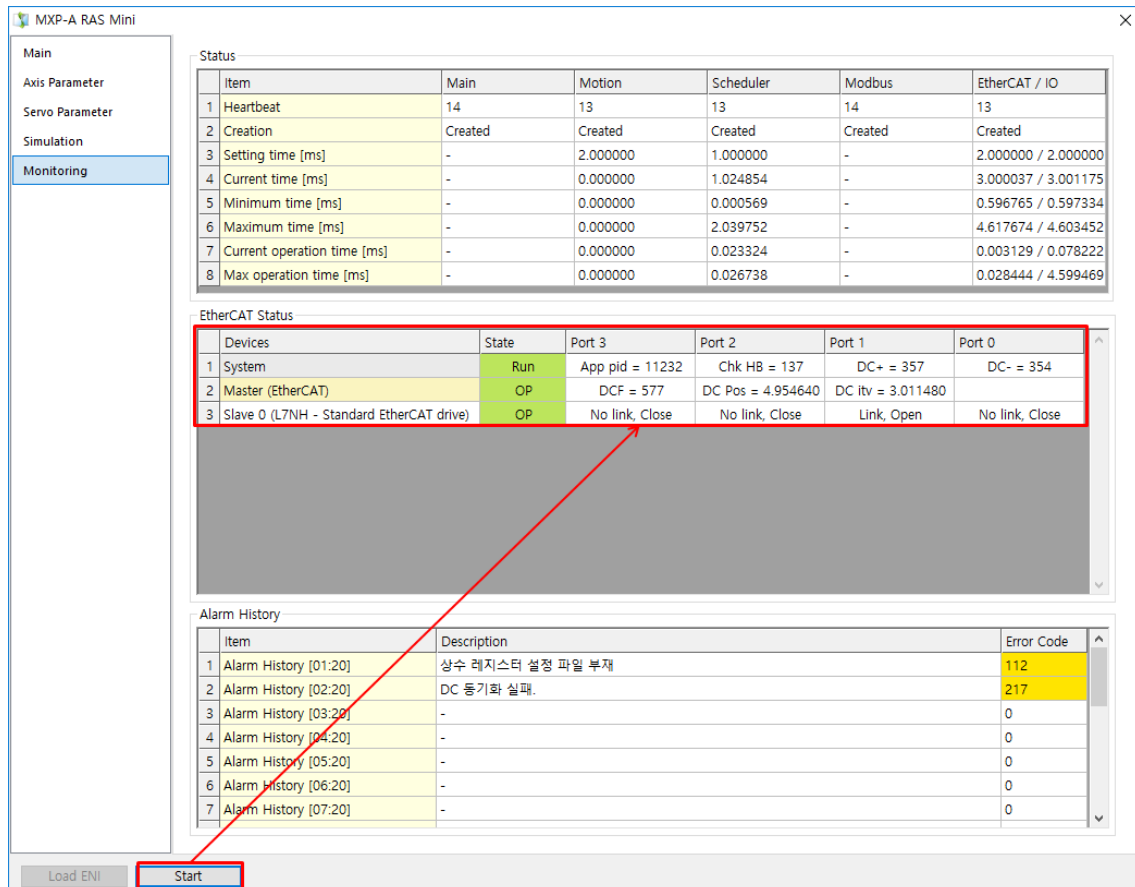 MXP-A RAS Mini
Main
Axis Parameter
Servo Parameter
Simulation
Monitoring
Status
Item Main Motion Scheduler Modbus EtherCAT / IO
1 Heartbeat 14 13 13 14 13
2 Creation Created Created Created Created Created
3 Setting time [ms] - 2.000000 1.000000 - 2.000000 / 2.000000
4 Current time [ms] - 0.000000 1.024854 - 3.000037 / 3.001175
5 Minimum time [ms] - 0.000000 0.000569 - 0.596765 / 0.597334
6 Maximum time [ms] - 0.000000 2.039752 - 4.617674 / 4.603452
7 Current operation time [ms] - 0.000000 0.023324 - 0.003129 / 0.078222
8 Max operation time [ms] - 0.000000 0.026738 - 0.028444 / 4.599469
EtherCAT Status
Devices State Port 3 Port 2 Port 1 Port 0
1 System Run App pid = 11232 Chk HB = 137 DC+ = 357 DC- = 354
2 Master (EtherCAT) OP DCF = 577 DC Pos = 4.954640 DC itv = 3.011480
3 Slave 0 (L7NH - Standard EtherCAT drive) OP No link, Close No link, Close Link, Open No link, Close
Alarm History
Item Description Error Code
1 Alarm History [01:20] 상수 레지스터 설정 파일 부재 112
2 Alarm History [02:20] DC 동기화 실패. 217
3 Alarm History [03:20] - 0
4 Alarm History [04:20] - 0
5 Alarm History [05:20] - 0
6 Alarm History [06:20] - 0
7 Alarm History [07:20] - 0
Load ENI Start